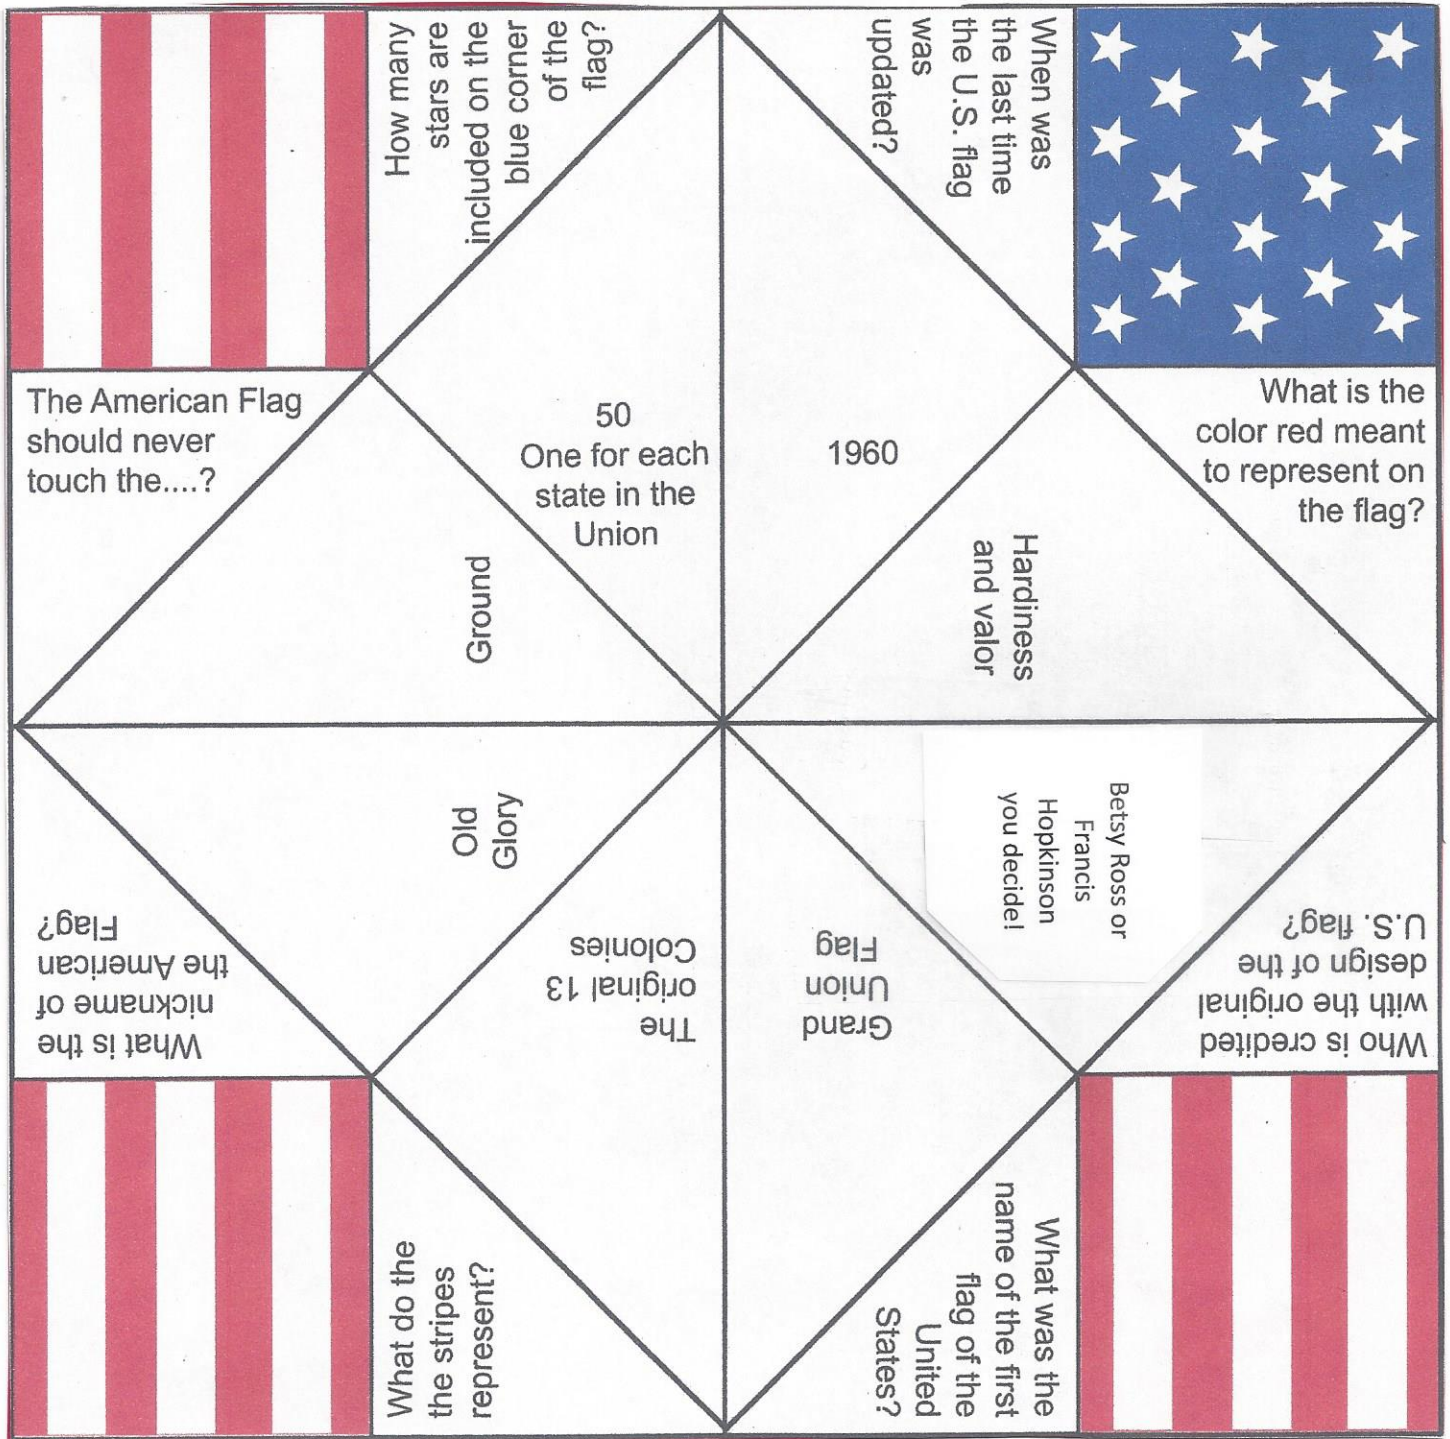 How many
stars are
included on the
blue corner
of the
flag?
When was
the last time
the U.S. flag
was
updated?
The American Flag
should never
touch the....?
50
One for each
state in the
Union
1960
What is the
color red meant
to represent on
the flag?
Ground
Hardiness
and valor
Old
Glory
Betsy Ross or
Francis
Hopkinson
you decide!
What is the
nickname of
the American
Flag?
The
original 13
Colonies
Grand
Union
Flag
Who is credited
with the original
design of the
U.S. flag?
What do the
the stripes
represent?
What was the
name of the first
flag of the
United
States?